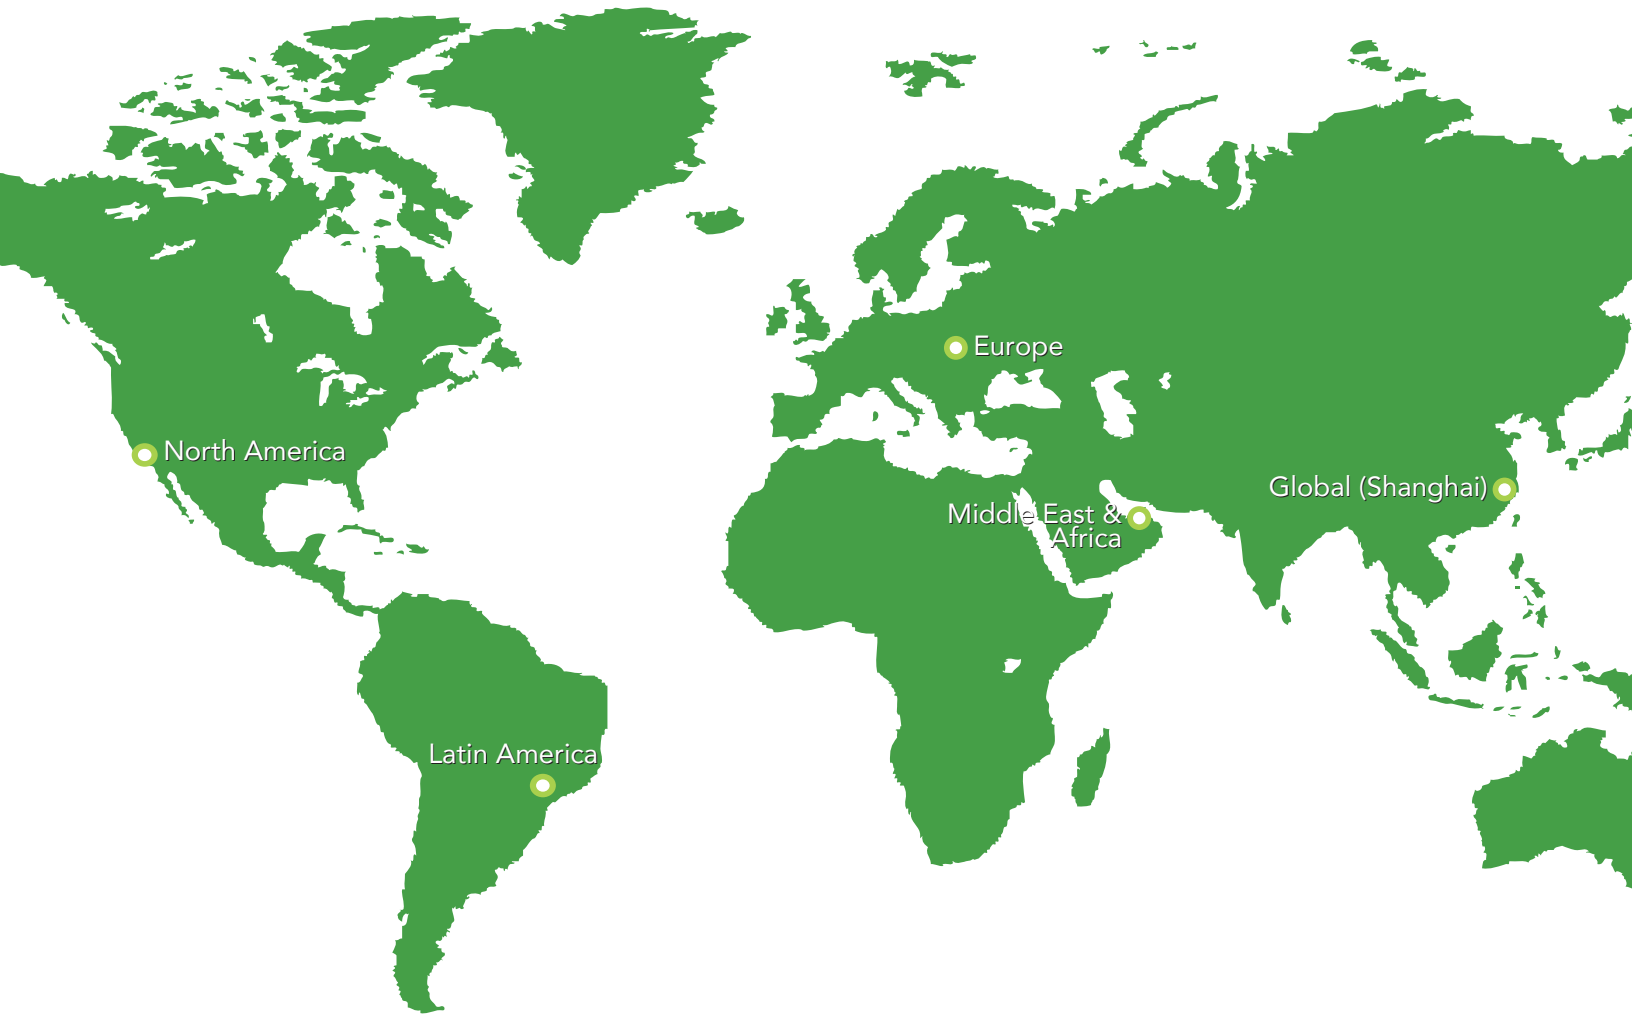 Europe
North America
Global (Shanghai)
Middle East &
Africa
Latin America